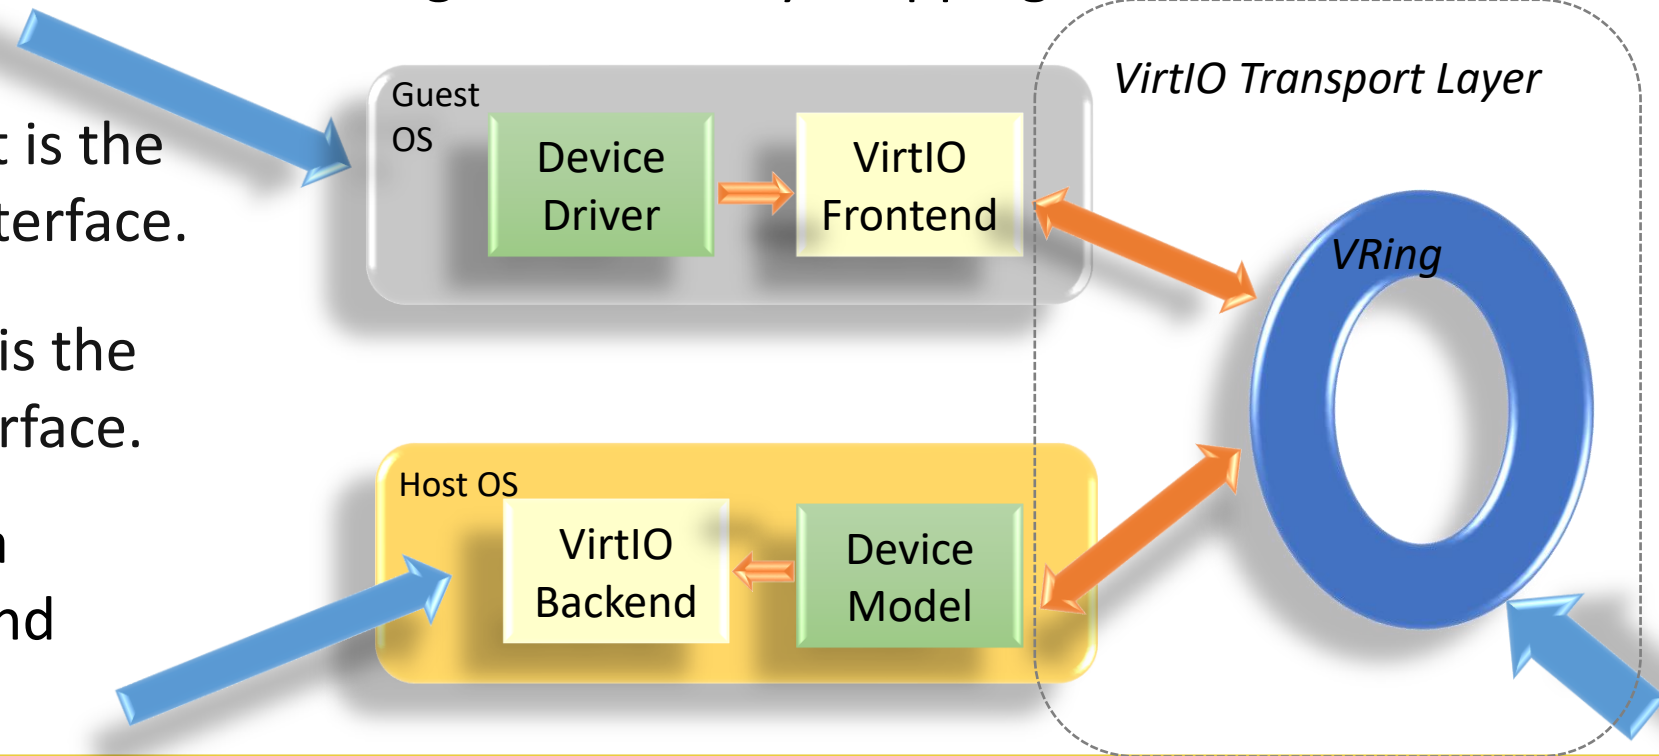 VirtIO Transport Layer
Guest
OS
Device
Driver
VirtIO
Frontend
is the
terface.
VRing
is the
rface.
Host OS
VirtIO
Backend
Device
Model
nd